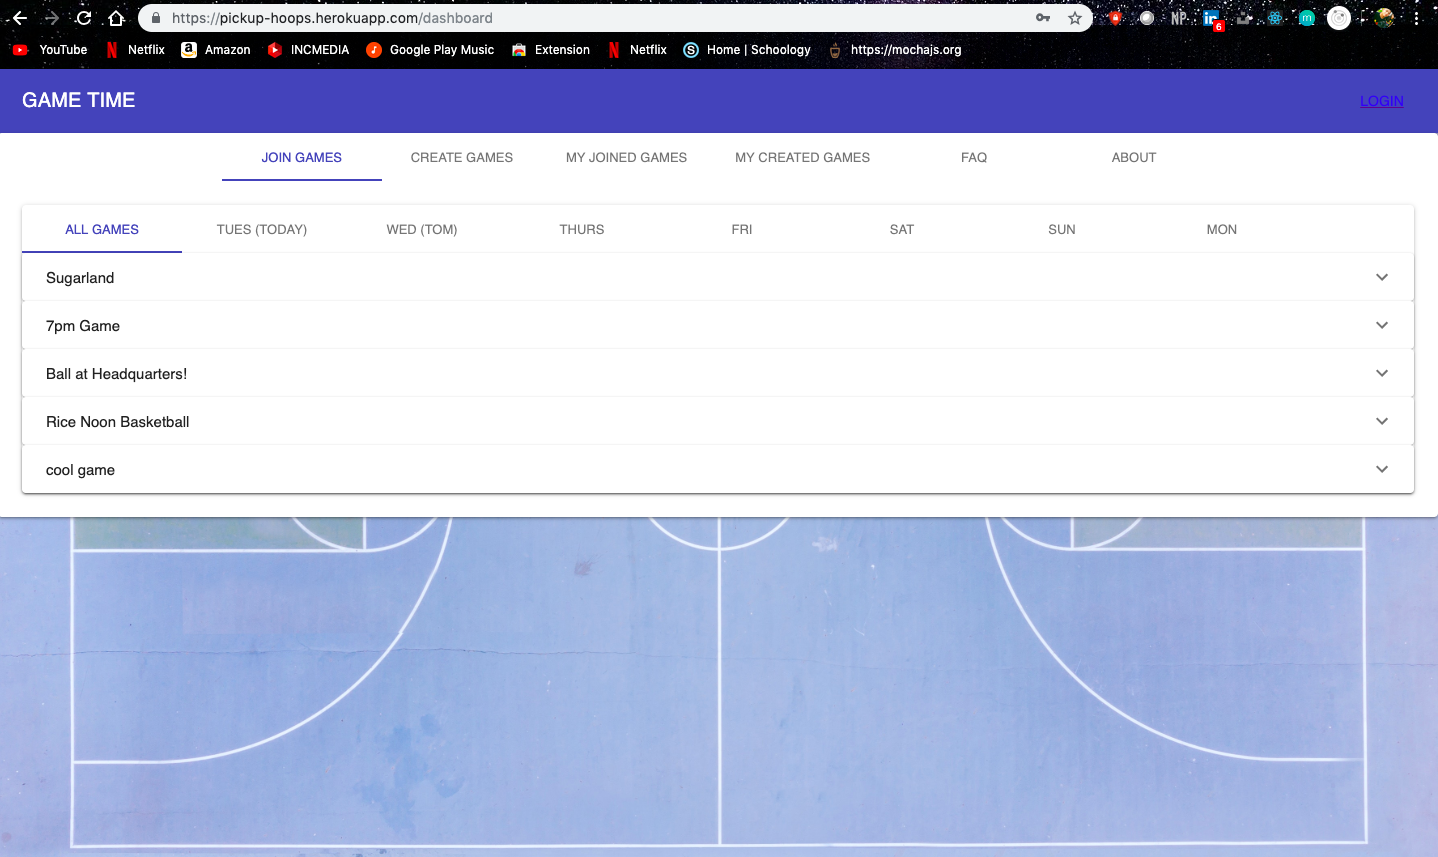 https://pickup-hoops.herokuapp.com/dashboard NP in 6 m
YouTube N Netflix a Amazon INCMEDIA Google Play Music Extension N Netflix S Home | Schoology https://mochajs.org
GAME TIME LOGIN
JOIN GAMES CREATE GAMES MY JOINED GAMES MY CREATED GAMES FAQ ABOUT
ALL GAMES TUES (TODAY) WED (TOM) THURS FRI SAT SUN MON
Sugarland
7pm Game
Ball at Headquarters!
Rice Noon Basketball
cool game